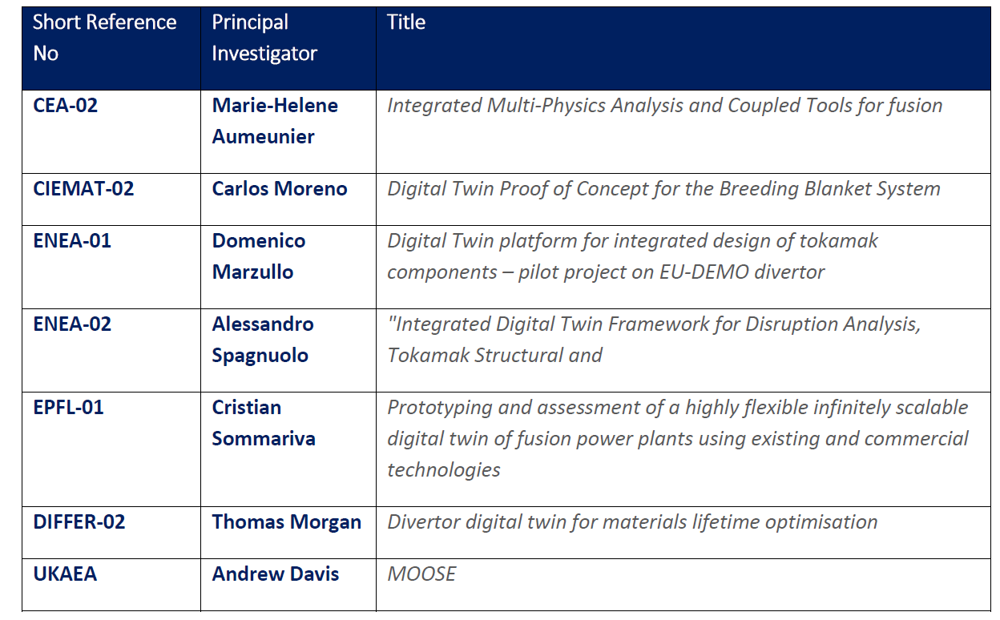 Short Reference
No
Principal
Investigator
Title
CEA-02
Marie-Helene
Aumeunier
Integrated Multi-Physics Analysis and Coupled Tools for fusion
CIEMAT-02
Carlos Moreno
Digital Twin Proof of Concept for the Breeding Blanket System
ENEA-01
Domenico
Marzullo
Digital Twin platform for integrated design of tokamak
components – pilot project on EU-DEMO divertor
ENEA-02
Alessandro
Spagnuolo
"Integrated Digital Twin Framework for Disruption Analysis,
Tokamak Structural and
EPFL-01
Cristian
Sommariva
Prototyping and assessment of a highly flexible infinitely scalable
digital twin of fusion power plants using existing and commercial
technologies
DIFFER-02
Thomas Morgan
Divertor digital twin for materials lifetime optimisation
UKAEA
Andrew Davis
MOOSE